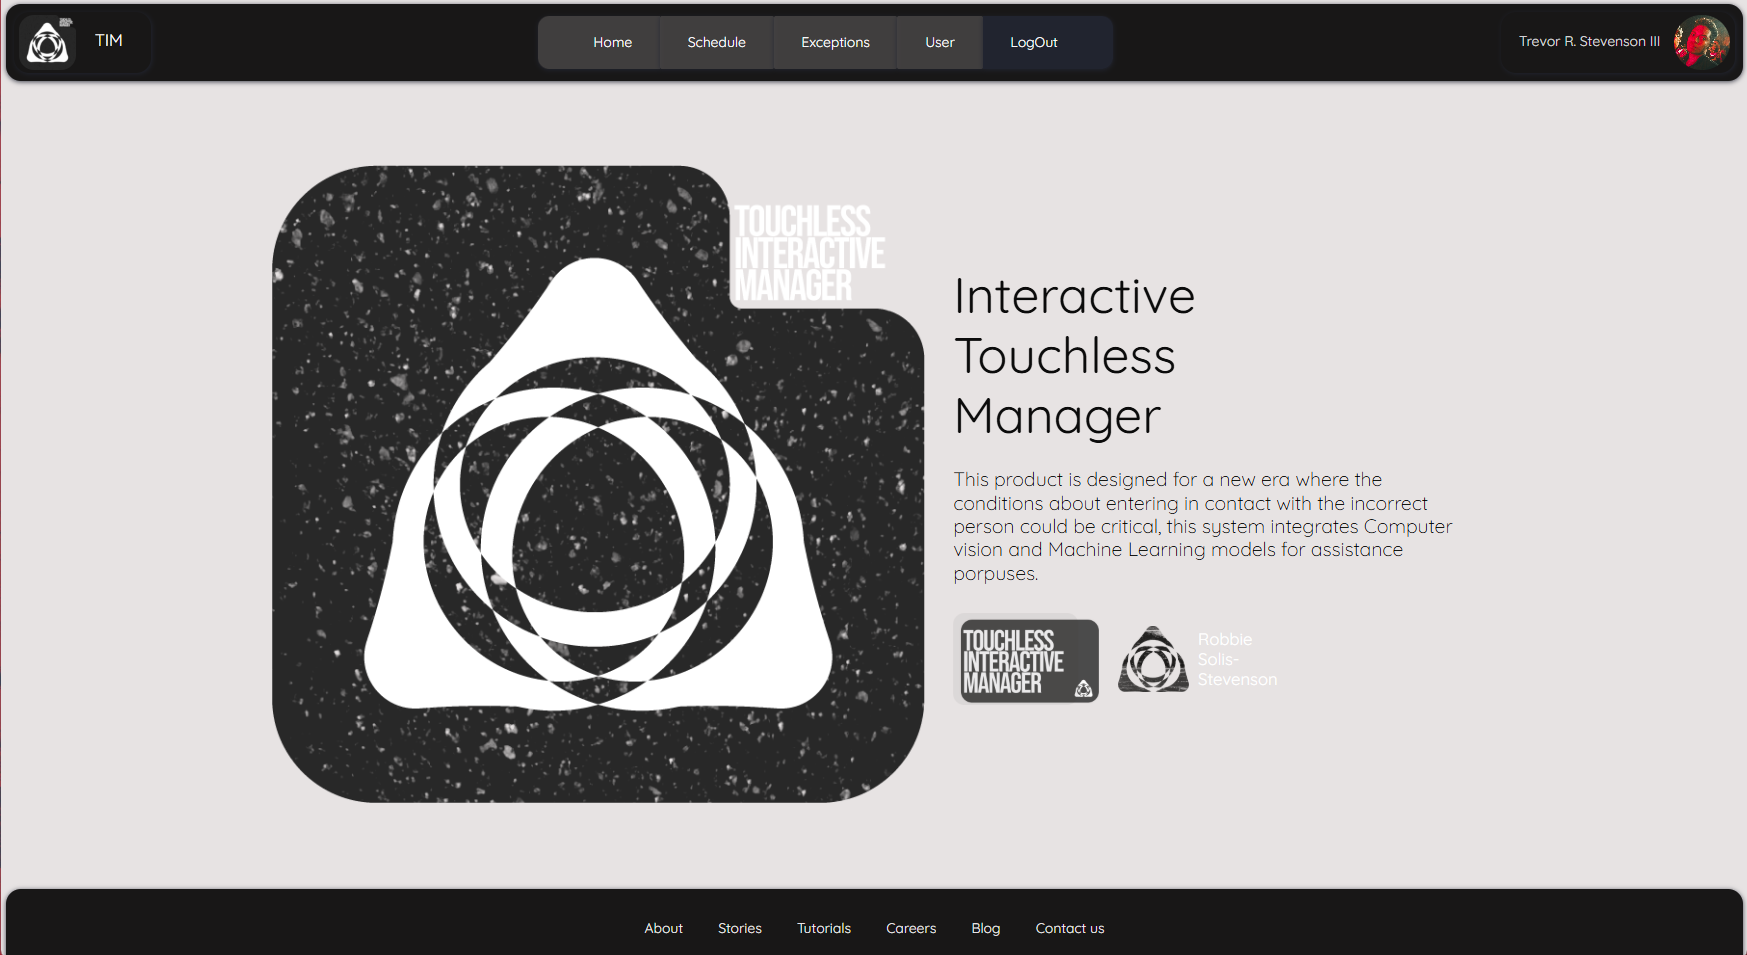 TIM
Home Schedule Exceptions User LogOut
Trevor R. Stevenson III
TOUCHLESS
INTERACTIVE
MANAGER
Interactive
Touchless
Manager
This product is designed for a new era where the
conditions about entering in contact with the incorrect
person could be critical, this system integrates Computer
vision and Machine Learning models for assistance
porpuses.
TOUCHLESS
INTERACTIVE
MANAGER
Robbie
Solis-
Stevenson
About Stories Tutorials Careers Blog Contact us